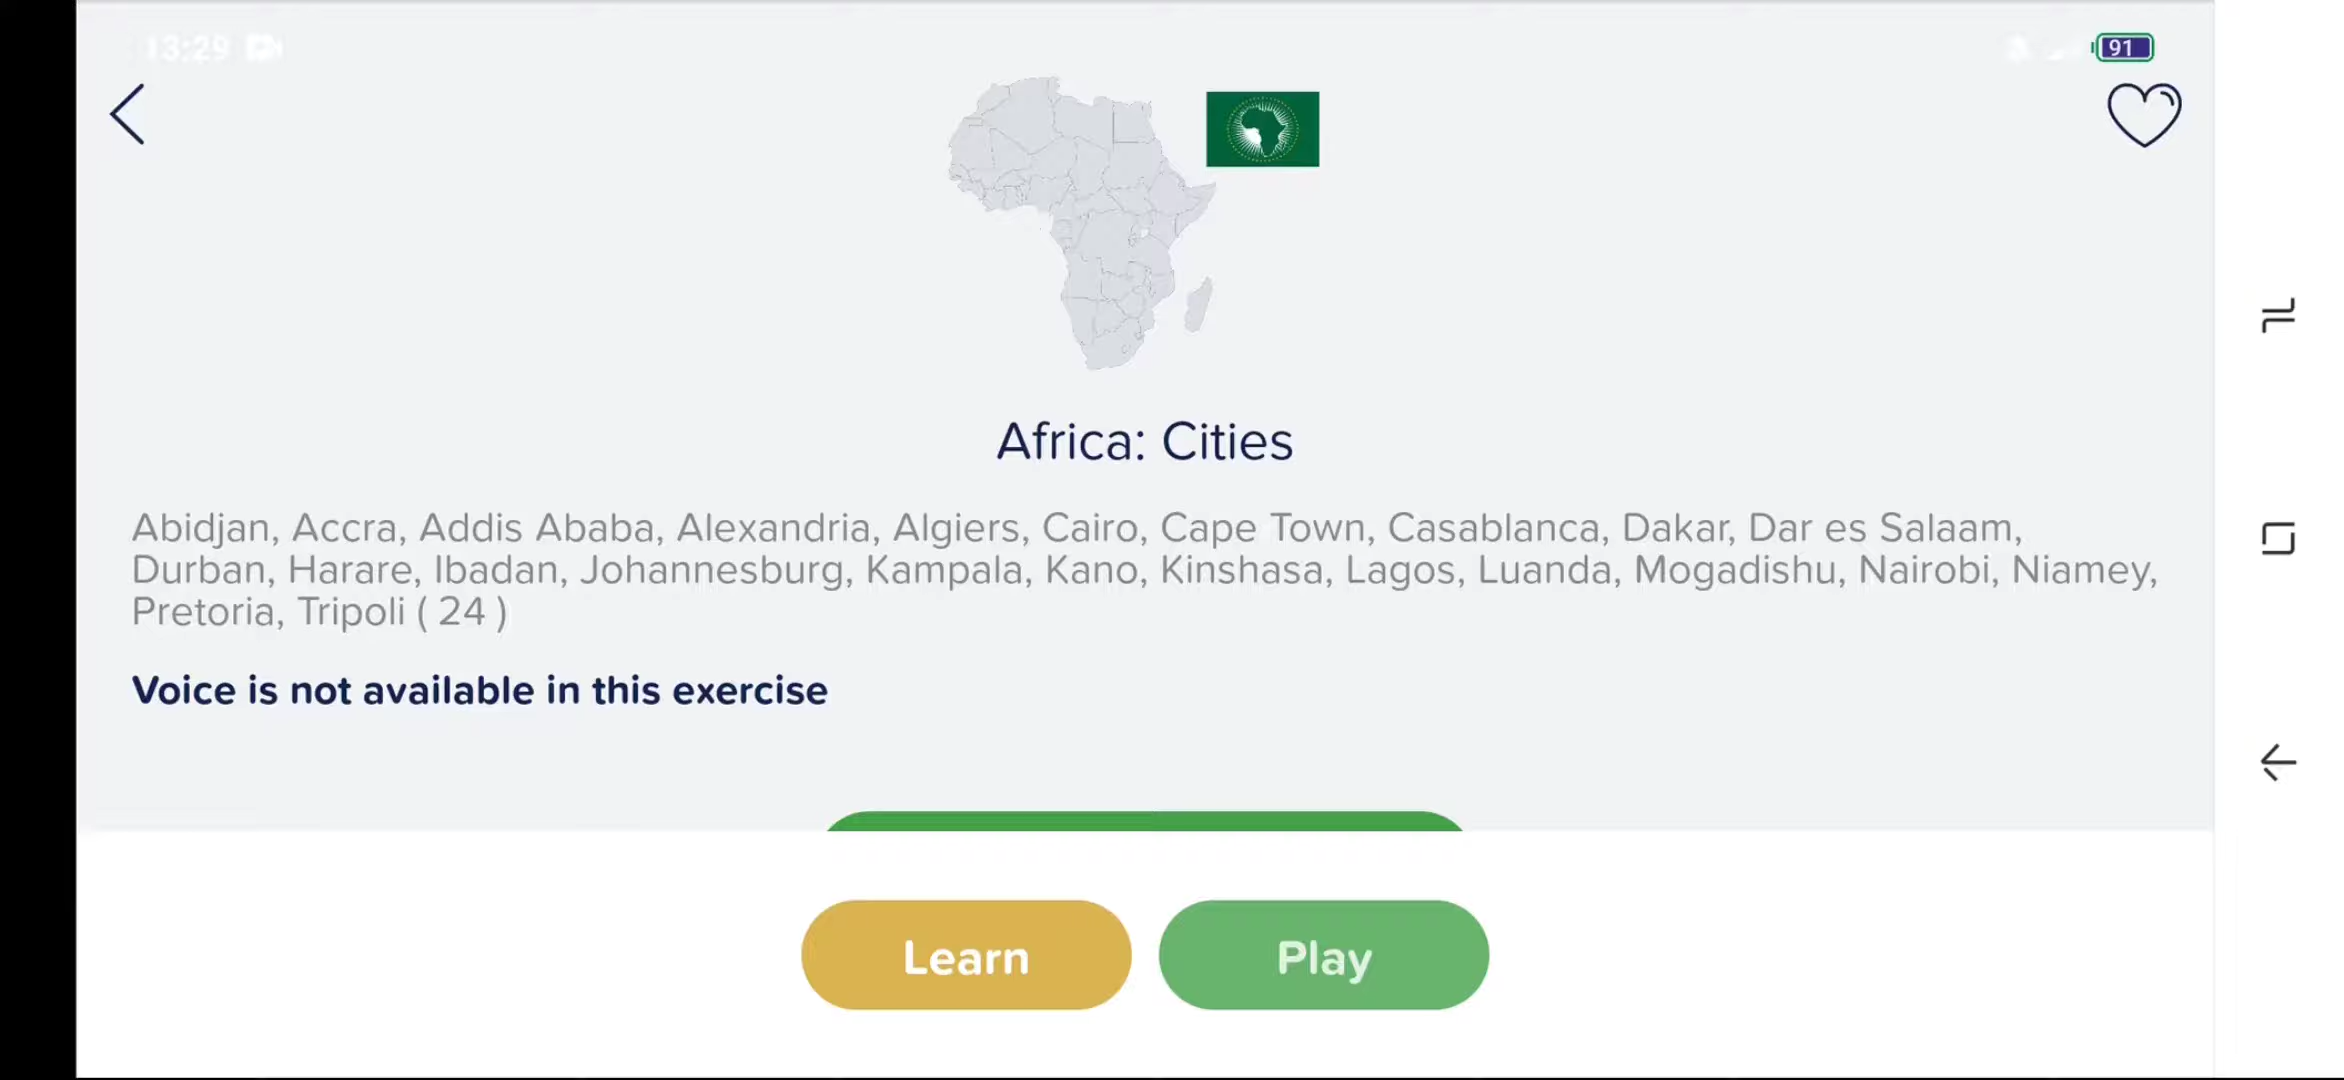 13:29
91
Africa: Cities
Abidjan, Accra, Addis Ababa, Alexandria, Algiers, Cairo, Cape Town, Casablanca, Dakar, Dar es Salaam,
Durban, Harare, Ibadan, Johannesburg, Kampala, Kano, Kinshasa, Lagos, Luanda, Mogadishu, Nairobi, Niamey,
Pretoria, Tripoli ( 24 )
Voice is not available in this exercise
Learn
Play